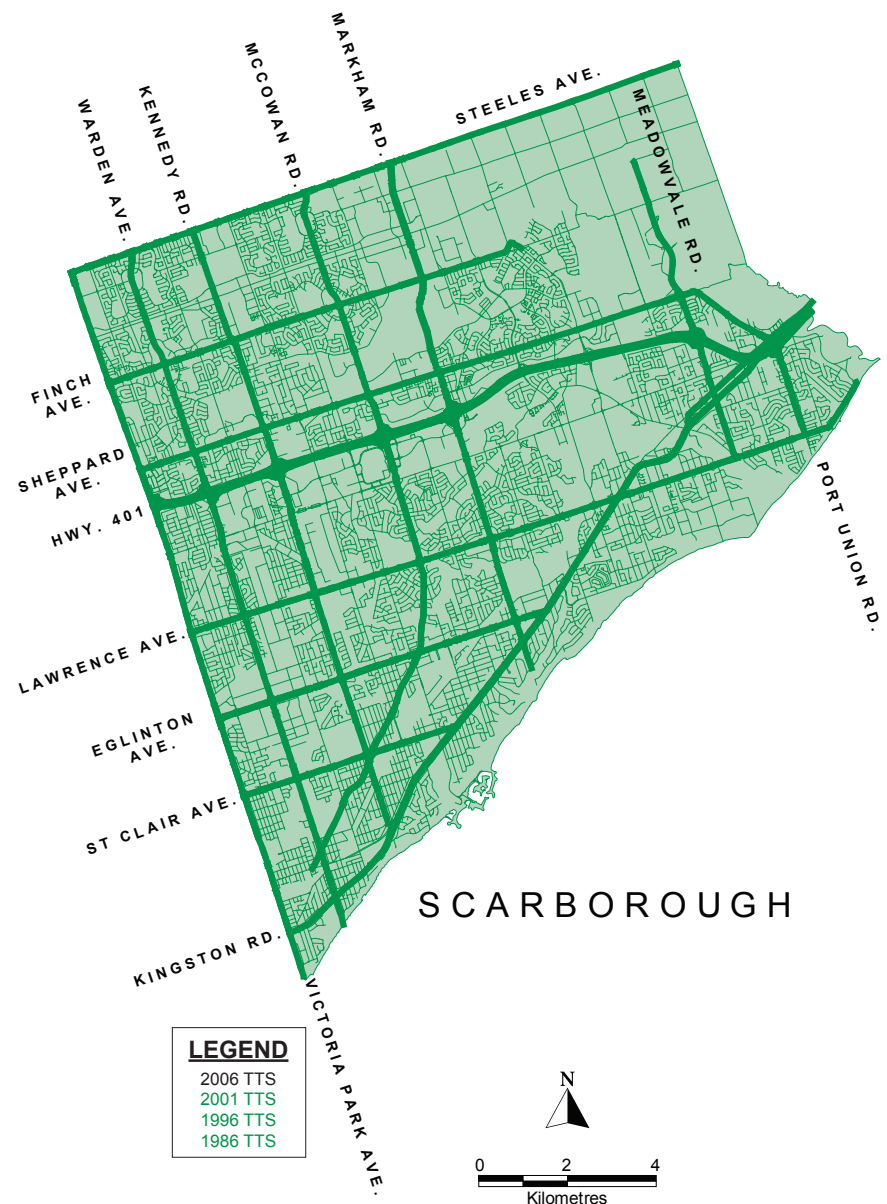 WARDEN AVE.
KENNEDY RD.
MCCOWAN RD.
MARKHAM RD.
STEELES AVE.
MEADOWVALE RD.
FINCH
AVE.
SHEPPARD
AVE.
HWY. 401
LAWRENCE AVE.
EGLINTON
AVE.
ST CLAIR AVE.
KINGSTON RD.
VICTORIA PARK AVE.
PORT UNION RD.
SCARBOROUGH
LEGEND
2006 TTS
2001 TTS
1996 TTS
1986 TTS
N
0 2 4
Kilometres